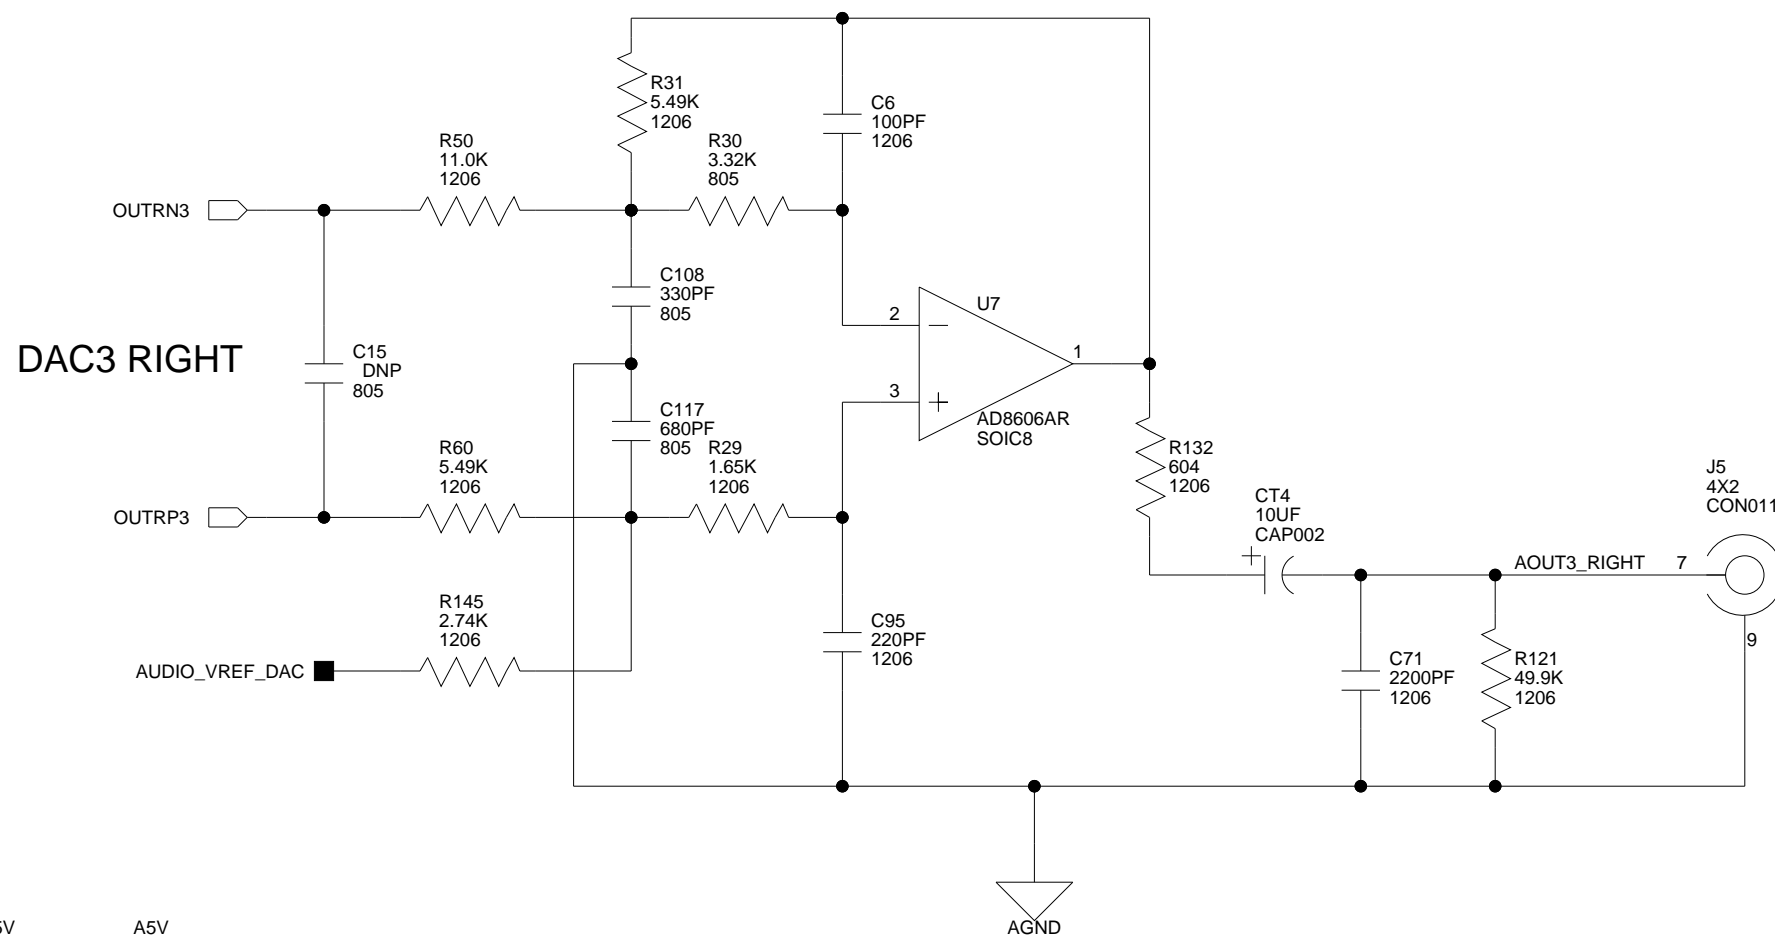 R31
5.49K
1206
C6
100PF
1206
R50
11.0K
1206
R30
3.32K
805
OUTRN3
C108
330PF
805
U7
2
DAC3 RIGHT
C15
DNP
805
1
3
C117
680PF
805
AD8606AR
SOIC8
R60
5.49K
1206
R29
1.65K
1206
R132
604
1206
J5
4X2
CON011
OUTRP3
CT4
10UF
CAP002
+
AOUT3_RIGHT 7
R145
2.74K
1206
C95
220PF
1206
9
AUDIO_VREF_DAC
C71
2200PF
1206
R121
49.9K
1206
A5V
AGND